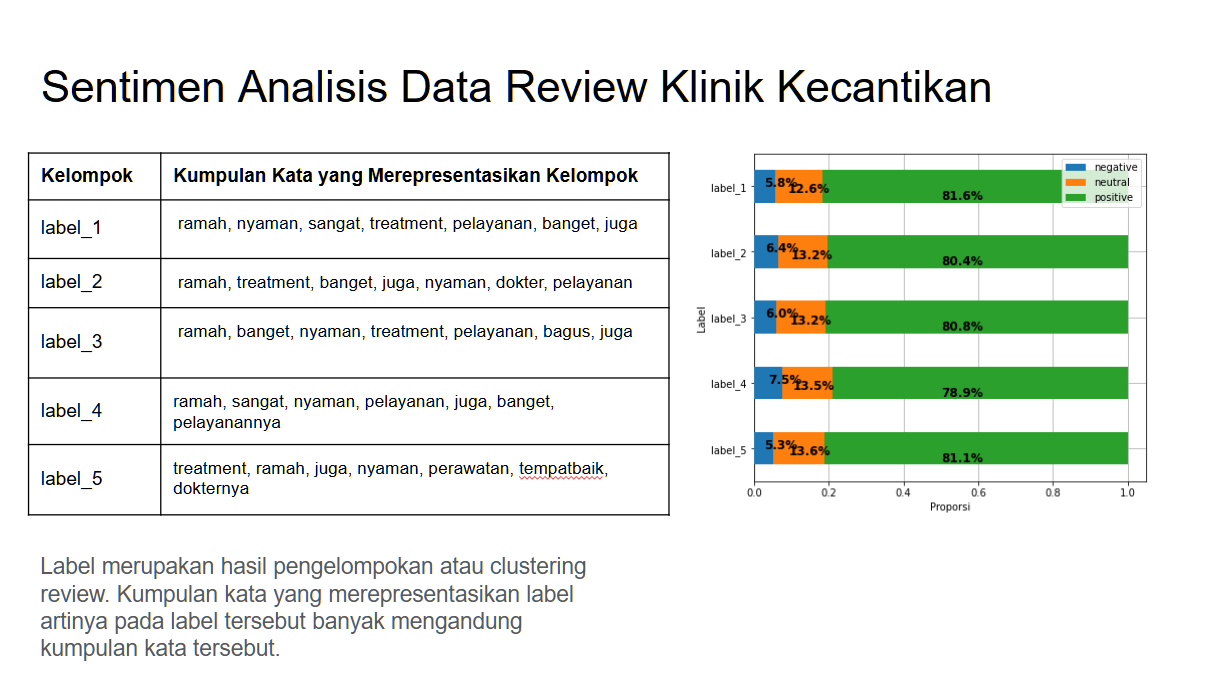 Sentimen Analisis Data Review Klinik Kecantikan
Kelompok
Kumpulan Kata yang Merepresentasikan Kelompok
label_1
ramah, nyaman, sangat, treatment, pelayanan, banget, juga
label_2
ramah, treatment, banget, juga, nyaman, dokter, pelayanan
label_3
ramah, banget, nyaman, treatment, pelayanan, bagus, juga
label_4
ramah, sangat, nyaman, pelayanan, juga, banget,
pelayanannya
label_5
treatment, ramah, juga, nyaman, perawatan, tempatbaik,
dokternya
Label merupakan hasil pengelompokan atau clustering
review. Kumpulan kata yang merepresentasikan label
artinya pada label tersebut banyak mengandung
kumpulan kata tersebut.
negative
neutral
positive
Label
label_1
5.8%
12.6%
81.6%
label_2
6.4%
13.2%
80.4%
label_3
6.0%
13.2%
80.8%
label_4
7.5%
13.5%
78.9%
label_5
5.3%
13.6%
81.1%
0.0 0.2 0.4 0.6 0.8 1.0
Proporsi